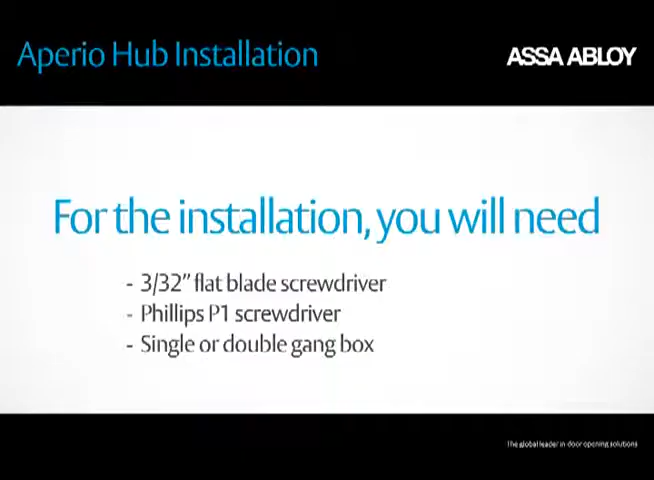 Aperio Hub Installation
ASSA ABLOY
For the installation, you will need
- 3/32” flat blade screwdriver
- Phillips P1 screwdriver
- Single or double gang box
The global leader in door opening solutions